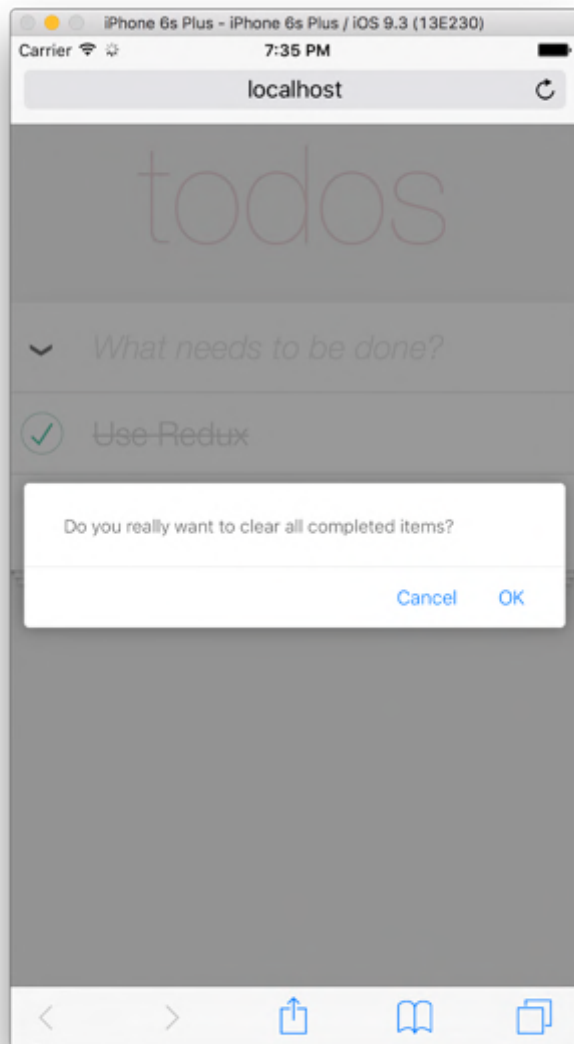 iPhone 6s Plus - iPhone 6s Plus / iOS 9.3 (13E230)
Carrier 7:35 PM
localhost
todos
What needs to be done?
Use Redux
Do you really want to clear all completed items?
Cancel OK